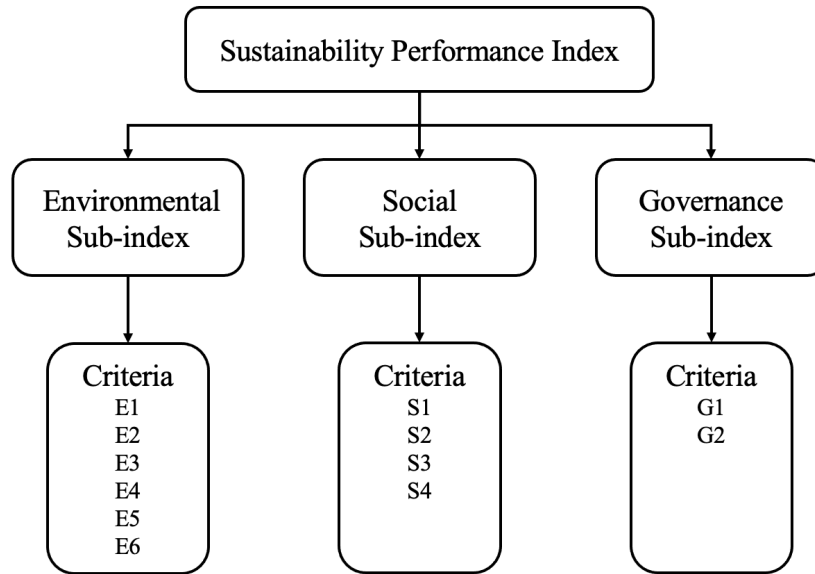 Sustainability Performance Index
Environmental
Sub-index
Social
Sub-index
Governance
Sub-index
Criteria
E1
E2
E3
E4
E5
E6
Criteria
S1
S2
S3
S4
Criteria
G1
G2